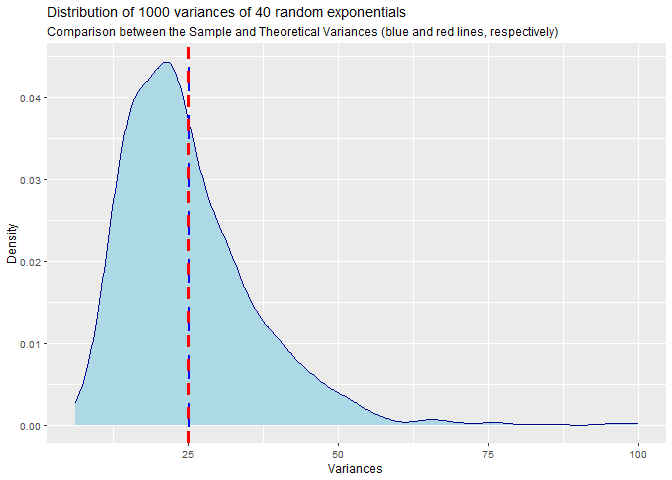 Distribution of 1000 variances of 40 random exponentials
Comparison between the Sample and Theoretical Variances (blue and red lines, respectively)
Density
0.04
0.03
0.02
0.01
0.00
25 50 75 100
Variances